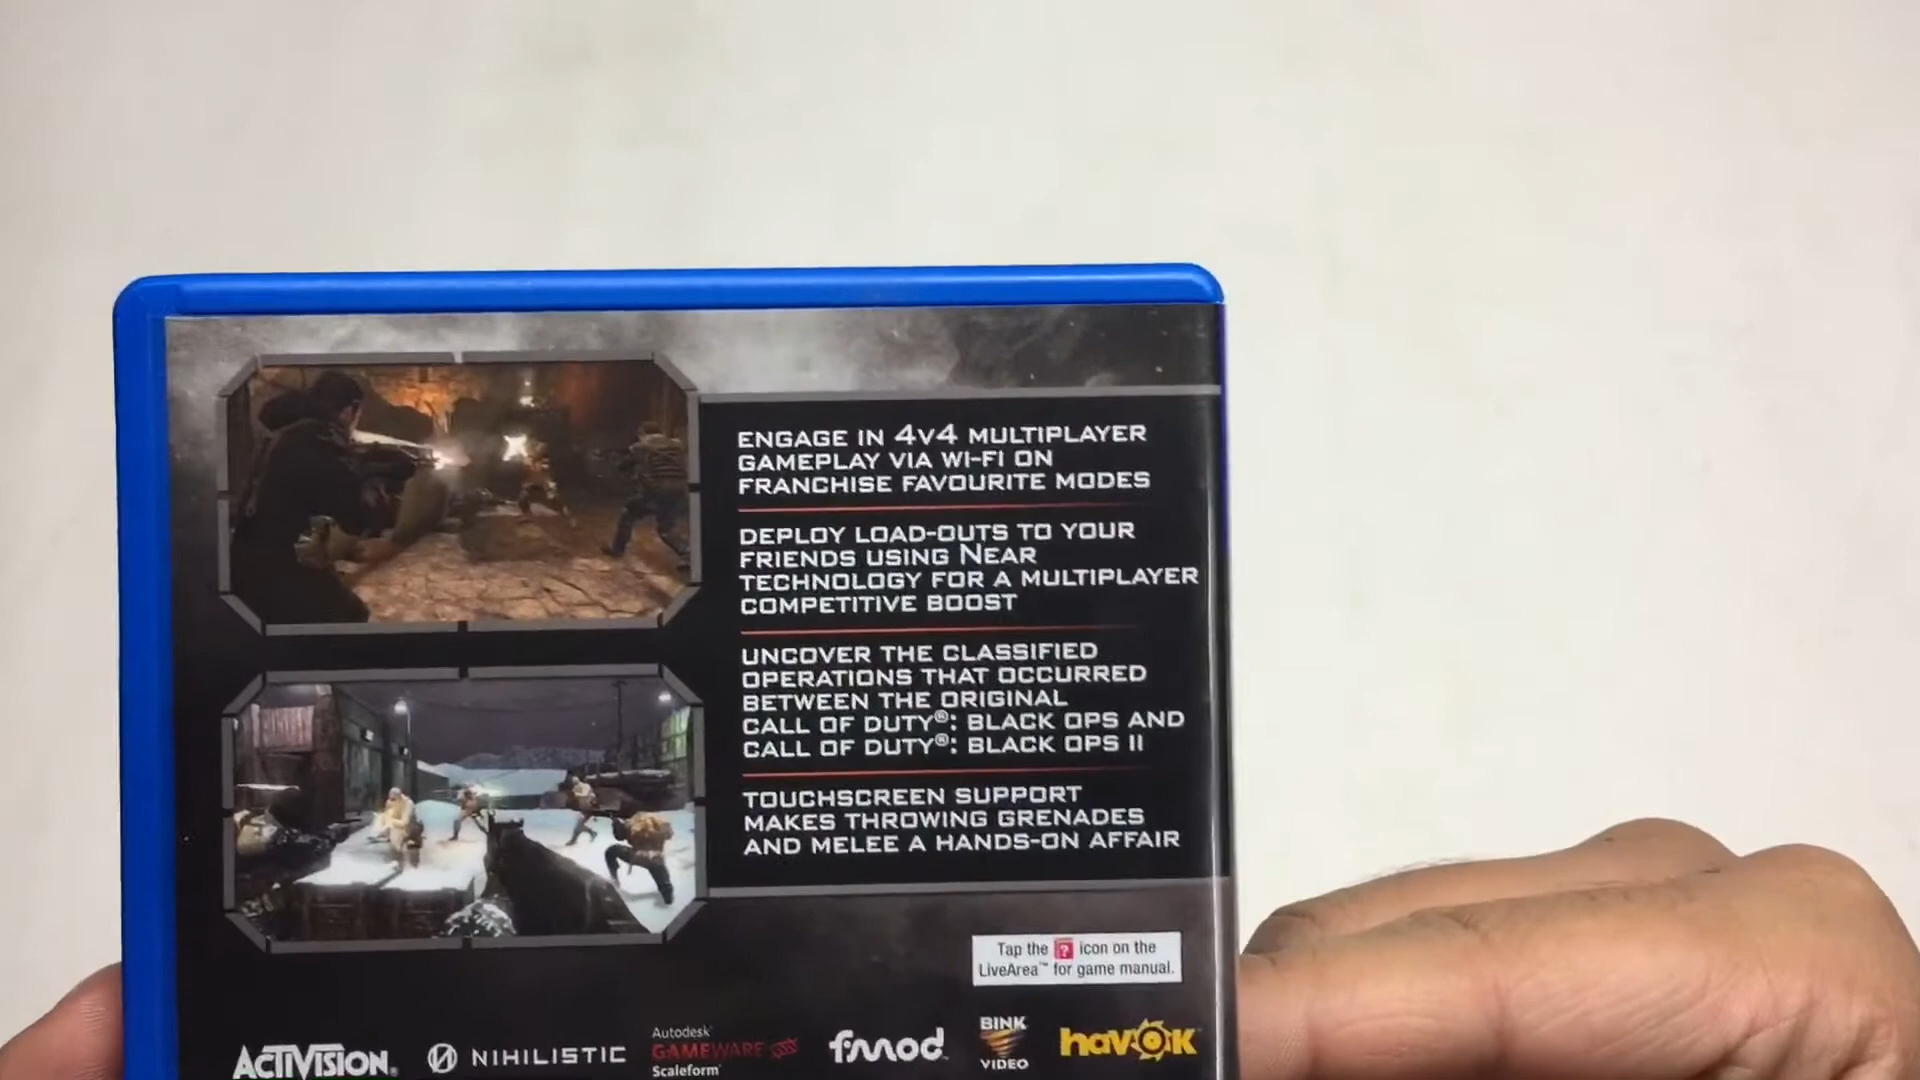 ENGAGE IN 4V4 MULTIPLAYER
GAMEPLAY VIA WI-FI ON
FRANCHISE FAVOURITE MODES
DEPLOY LOAD-OUTS TO YOUR
FRIENDS USING NEAR
TECHNOLOGY FOR A MULTIPLAYER
COMPETITIVE BOOST
UNCOVER THE CLASSIFIED
OPERATIONS THAT OCCURRED
BETWEEN THE ORIGINAL
CALL OF DUTY®: BLACK OPS AND
CALL OF DUTY®: BLACK OPS II
TOUCHSCREEN SUPPORT
MAKES THROWING GRENADES
AND MELEE A HANDS-ON AFFAIR
Tap the ? icon on the
LiveArea™ for game manual.
ACTIVISION®
NIHILISTIC
Autodesk®
GAMEWARE
Scaleform®
fmod™
BINK
VIDEO
havok™